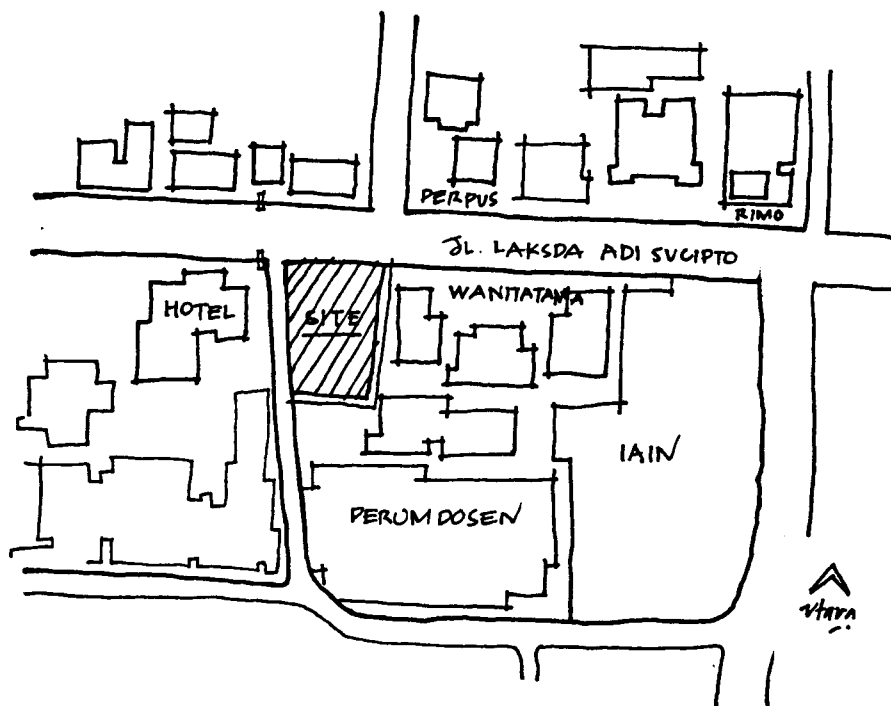 PERPUS
RIMO
JL. LAKSDA ADI SUCIPTO
WANITATAMA
HOTEL
SITE
IAIN
PERUM DOSEN
utara